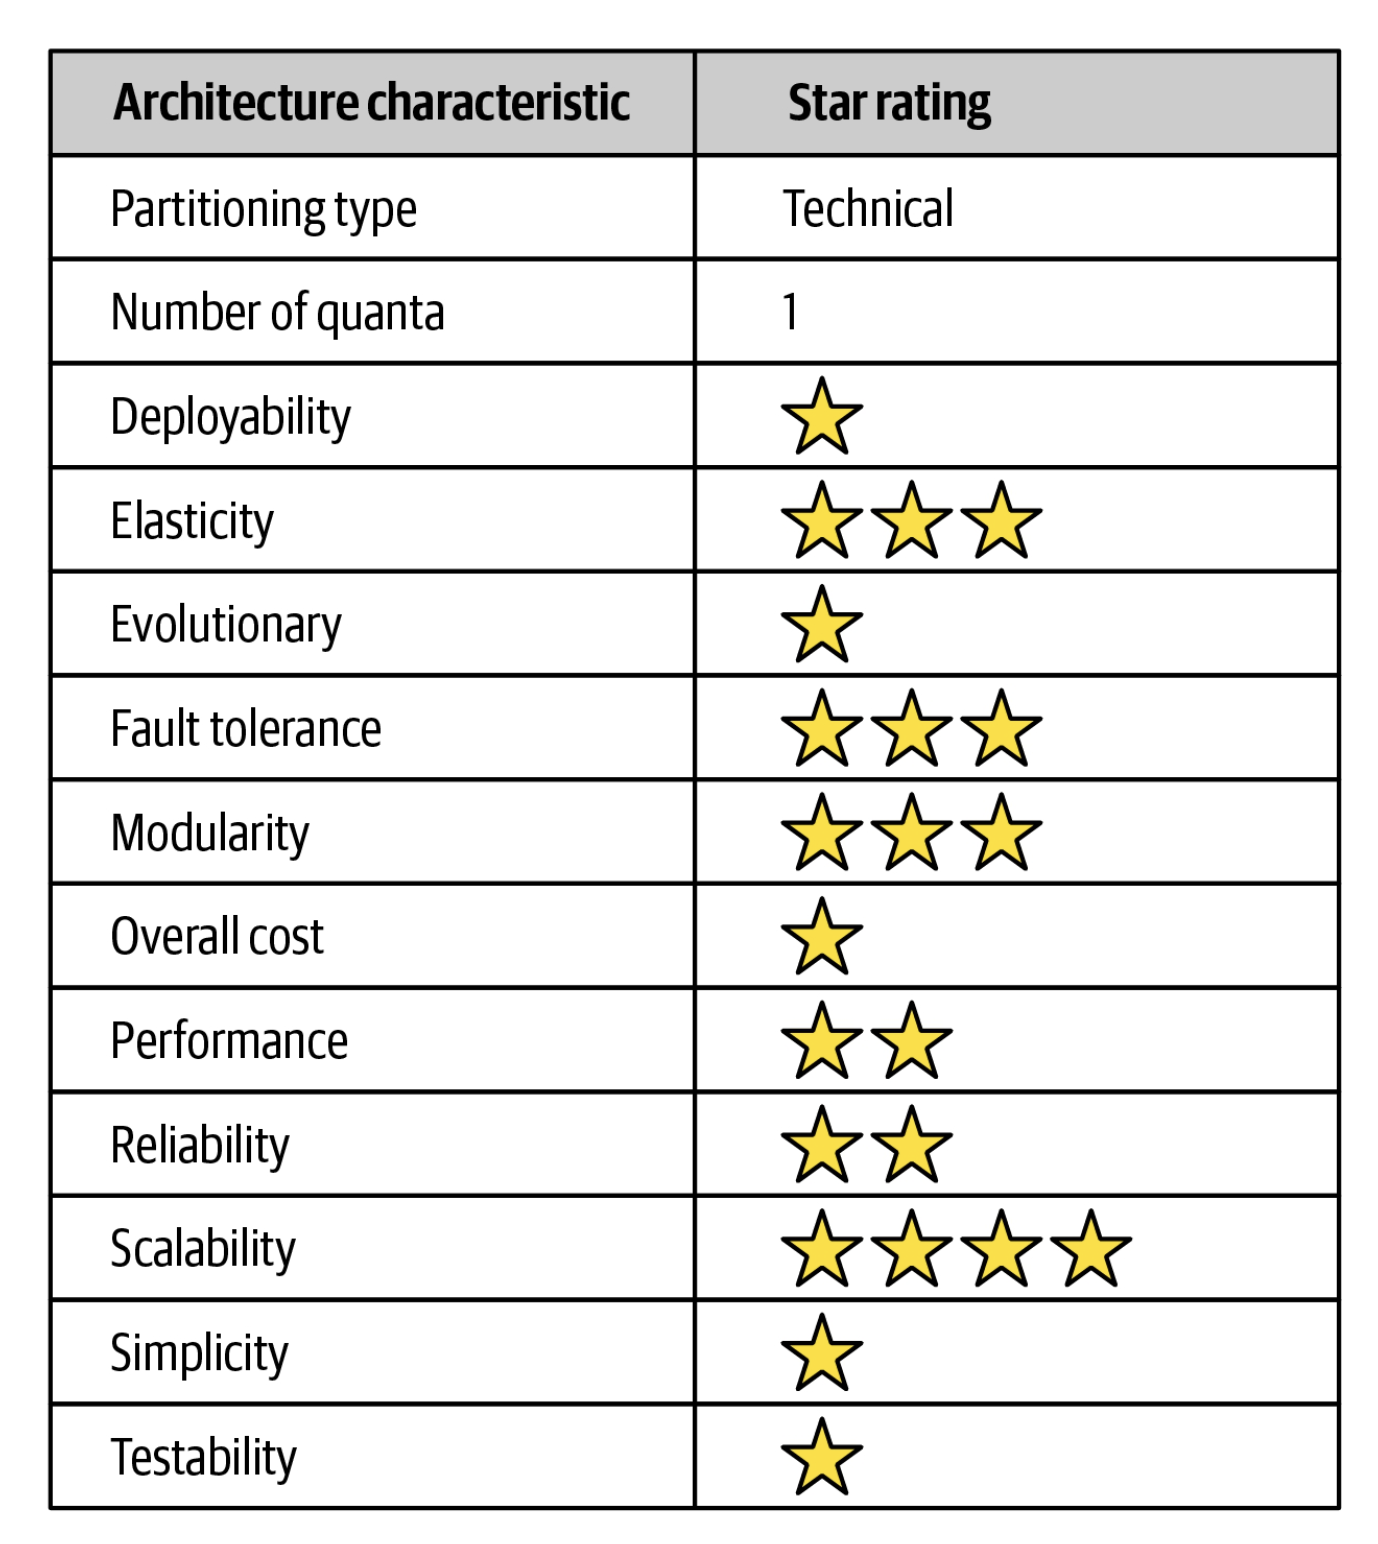 Architecture characteristic
Star rating
Partitioning type
Technical
Number of quanta
1
Deployability
Elasticity
Evolutionary
Fault tolerance
Modularity
Overall cost
Performance
Reliability
Scalability
Simplicity
Testability